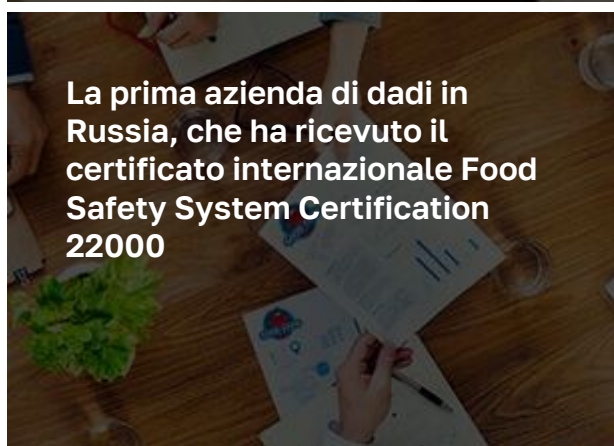 La prima azienda di dadi in
Russia, che ha ricevuto il
certificato internazionale Food
Safety System Certification
22000